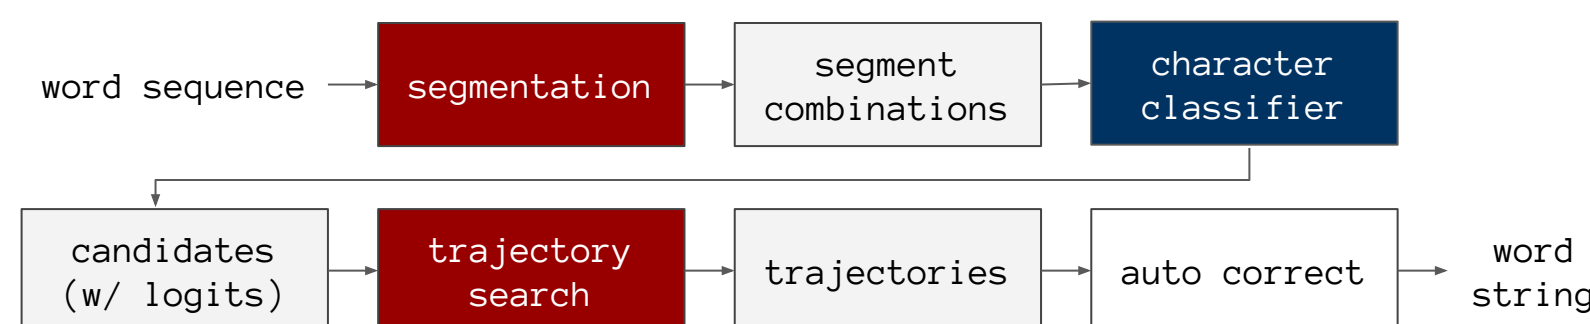 word sequence
segmentation
segment
combinations
character
classifier
candidates
(w/ logits)
trajectory
search
trajectories
auto correct
word
string